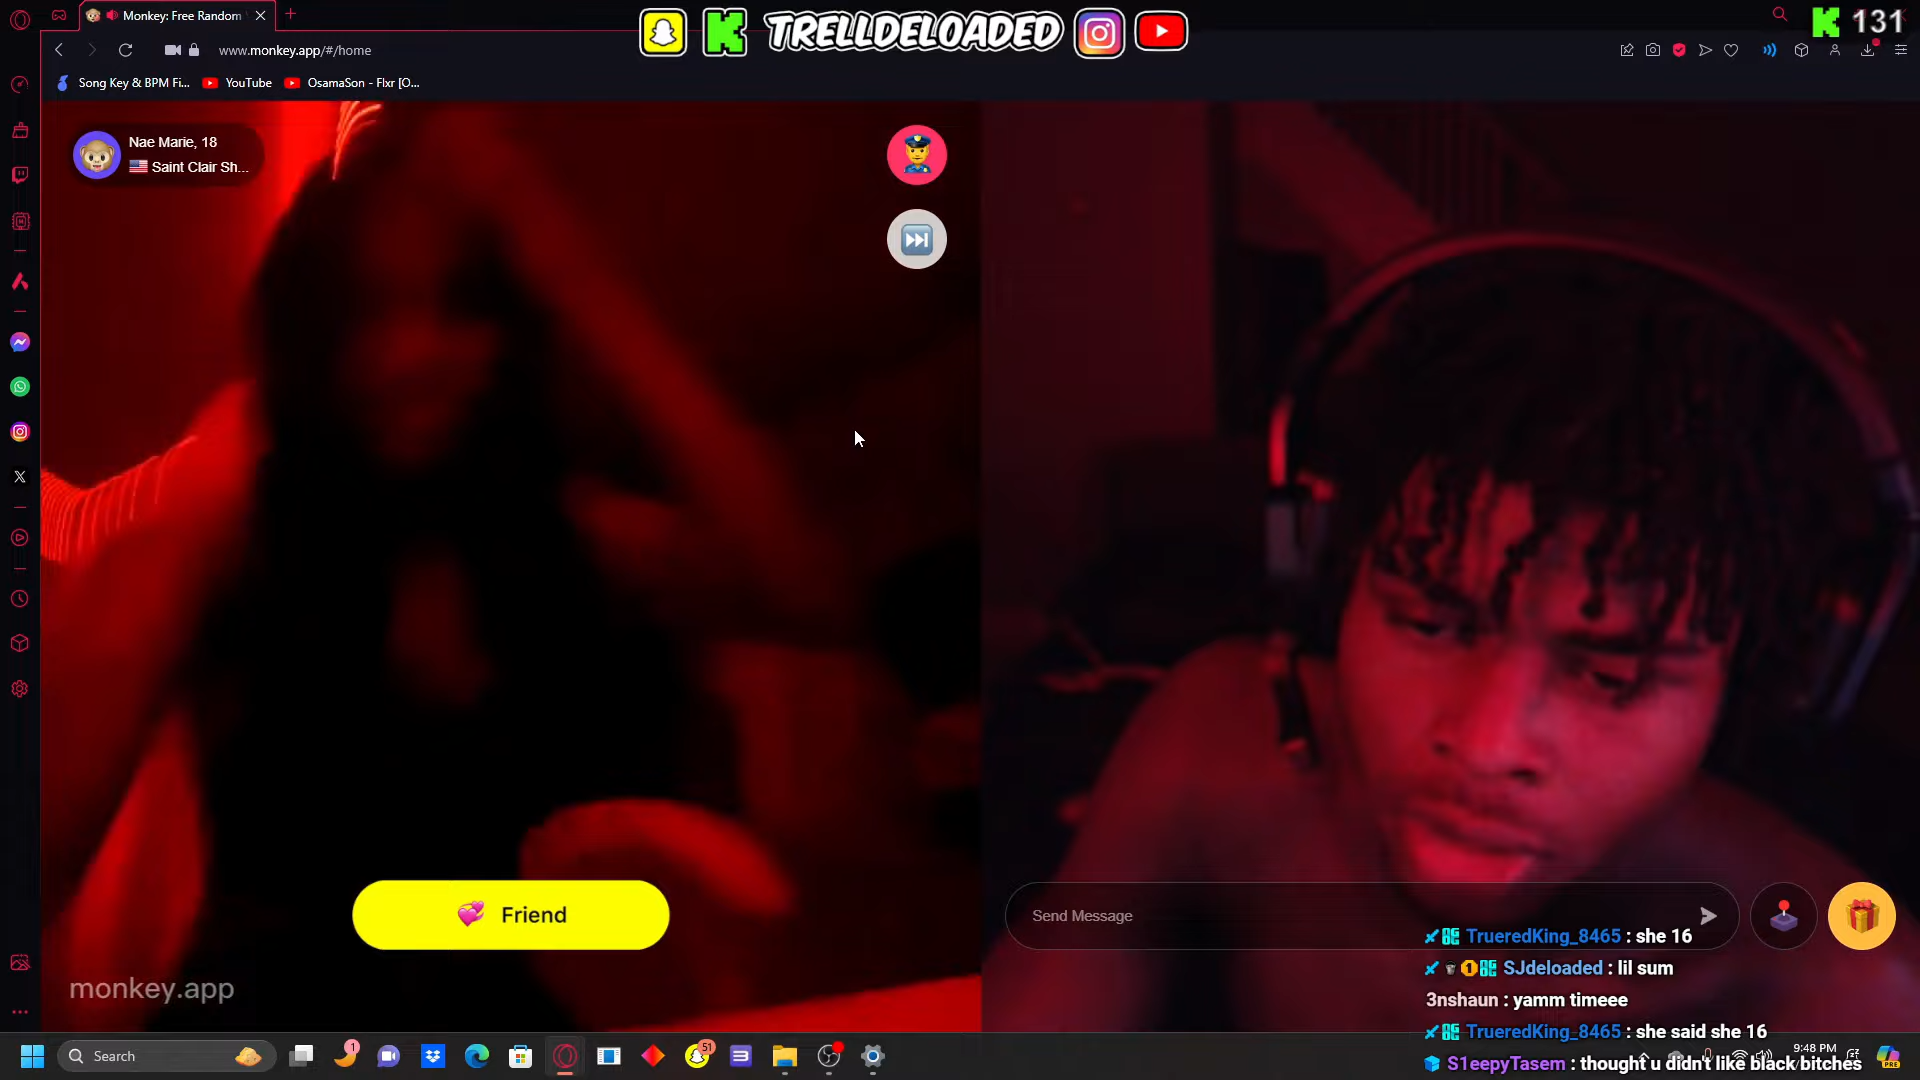 Monkey: Free Random
TRELLDELOADED
131
www.monkey.app/#/home
Song Key & BPM Fi...
YouTube
OsamaSon - Flxr [O...
Nae Marie, 18
Saint Clair Sh...
Friend
monkey.app
Send Message
TrueredKing_8465 : she 16
SJdeloaded : lil sum
3nshaun : yamm timeee
TrueredKing_8465 : she said she 16
S1eepyTasem : thought u didn't like black bitches
Search
1
51
9:48 PM